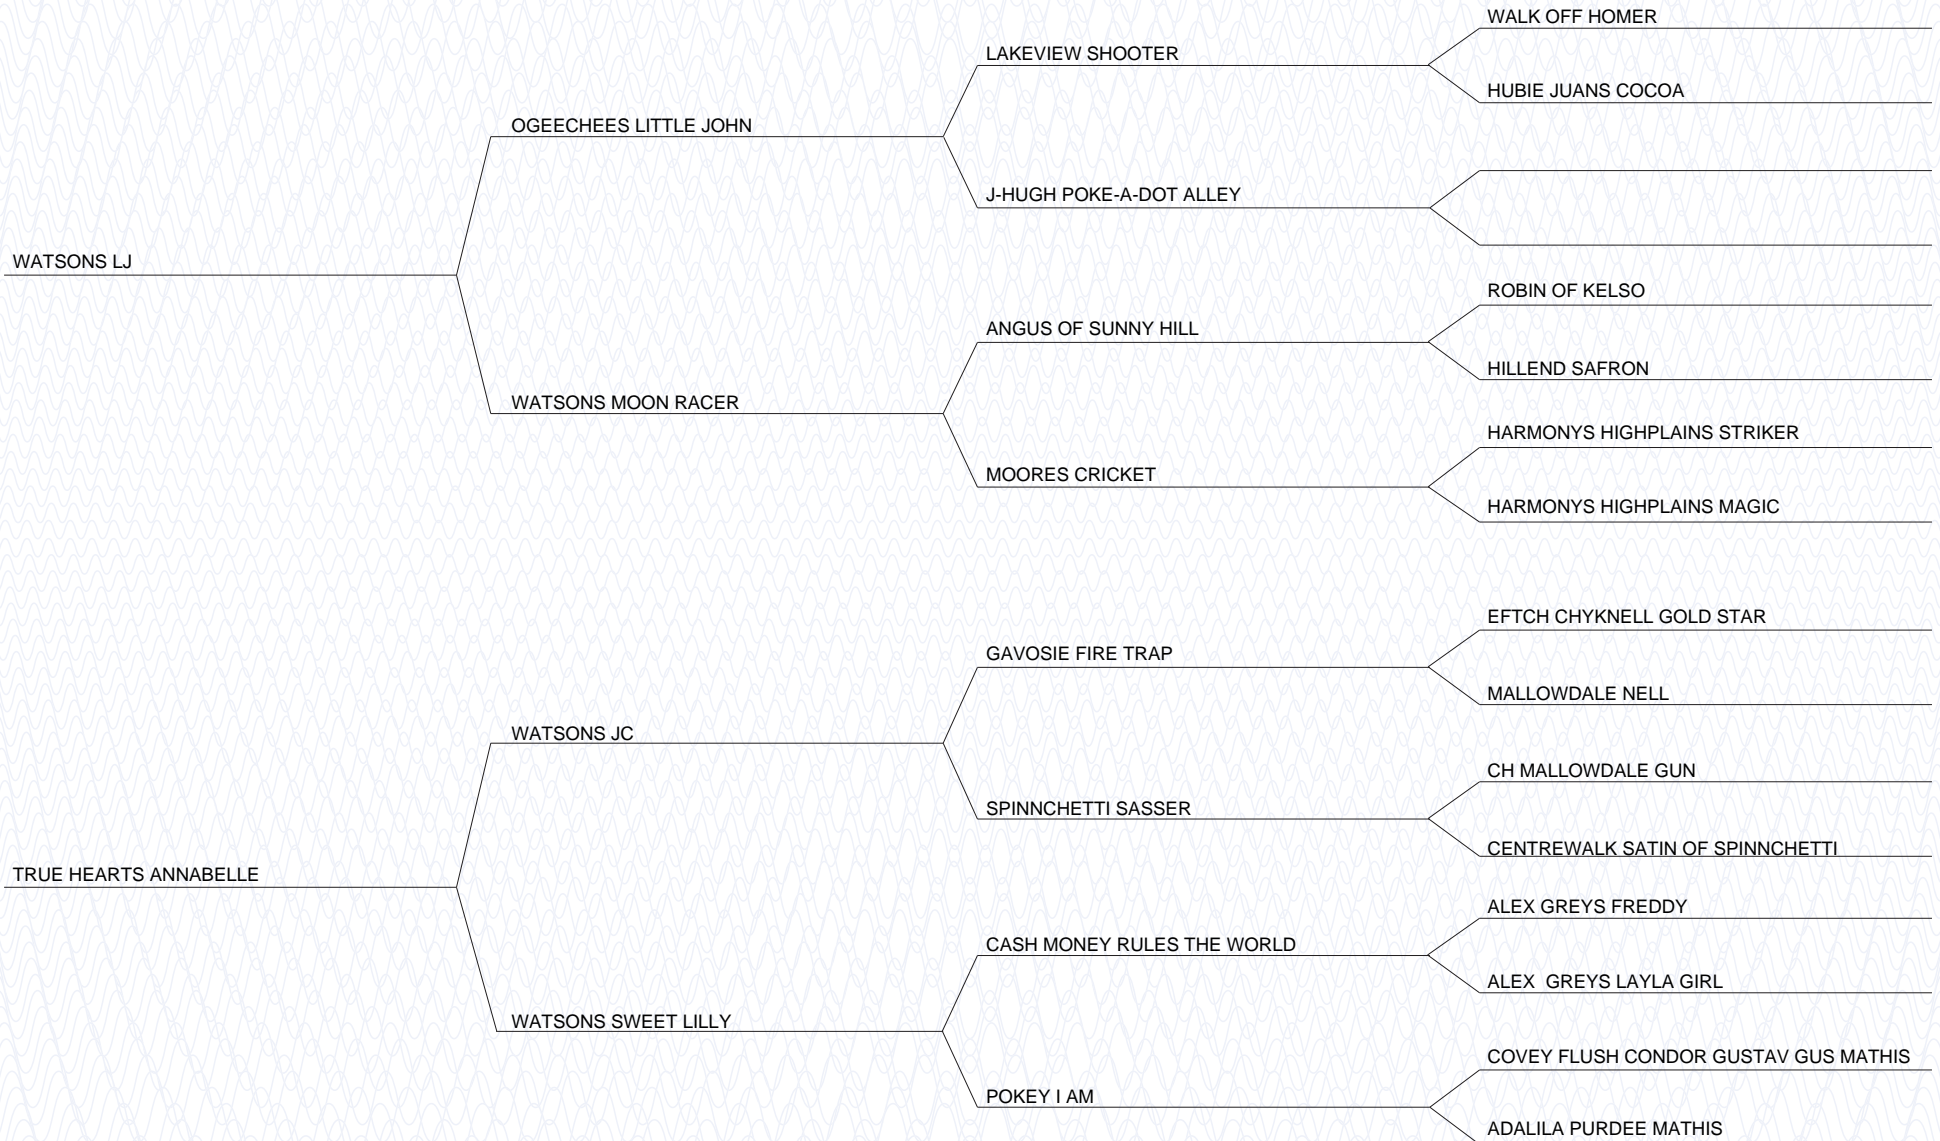 WALK OFF HOMER
LAKEVIEW SHOOTER
HUBIE JUANS COCOA
OGEECHEES LITTLE JOHN
J-HUGH POKE-A-DOT ALLEY
WATSONS LJ
ROBIN OF KELSO
ANGUS OF SUNNY HILL
HILLEND SAFRON
WATSONS MOON RACER
HARMONYS HIGHPLAINS STRIKER
MOORES CRICKET
HARMONYS HIGHPLAINS MAGIC
EFTCH CHYKNELL GOLD STAR
GAVOSIE FIRE TRAP
MALLOWDALE NELL
WATSONS JC
CH MALLOWDALE GUN
SPINNCHETTI SASSER
CENTREWALK SATIN OF SPINNCHETTI
TRUE HEARTS ANNABELLE
ALEX GREYS FREDDY
CASH MONEY RULES THE WORLD
ALEX  GREYS LAYLA GIRL
WATSONS SWEET LILLY
COVEY FLUSH CONDOR GUSTAV GUS MATHIS
POKEY I AM
ADALILA PURDEE MATHIS